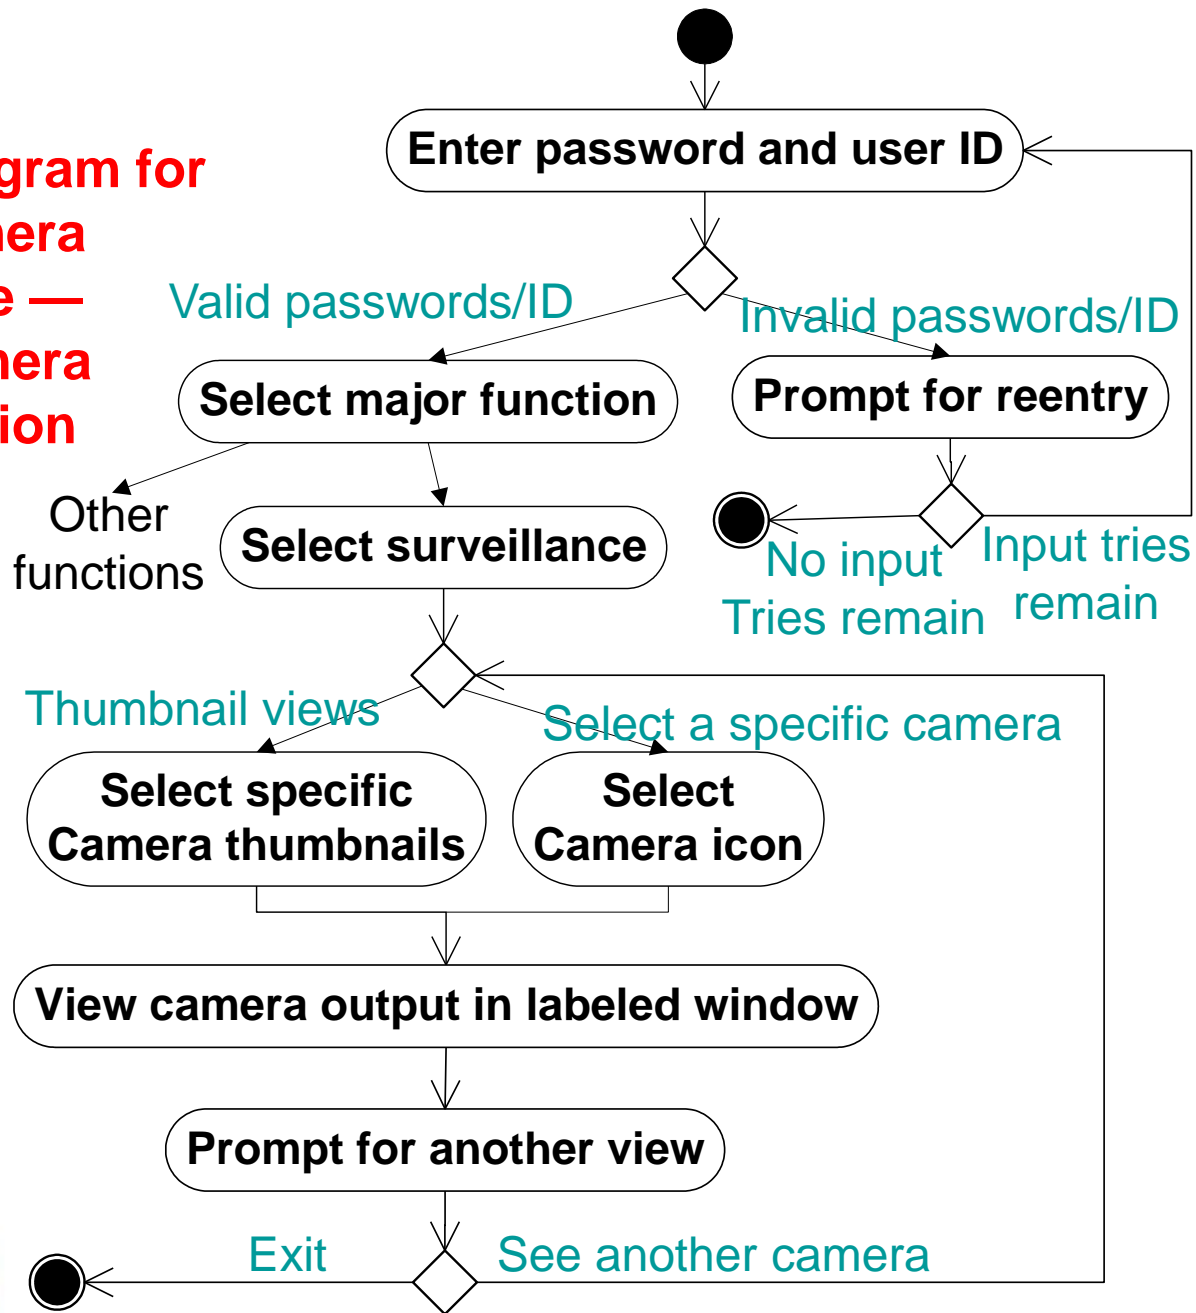 Enter password and user ID
gram for
nera
e —
nera
ion
Valid passwords/ID
Invalid passwords/ID
Select major function
Prompt for reentry
Other
functions
Select surveillance
No input
Tries remain
Input tries
remain
Thumbnail views
Select a specific camera
Select specific
Camera thumbnails
Select
Camera icon
View camera output in labeled window
Prompt for another view
Exit
See another camera